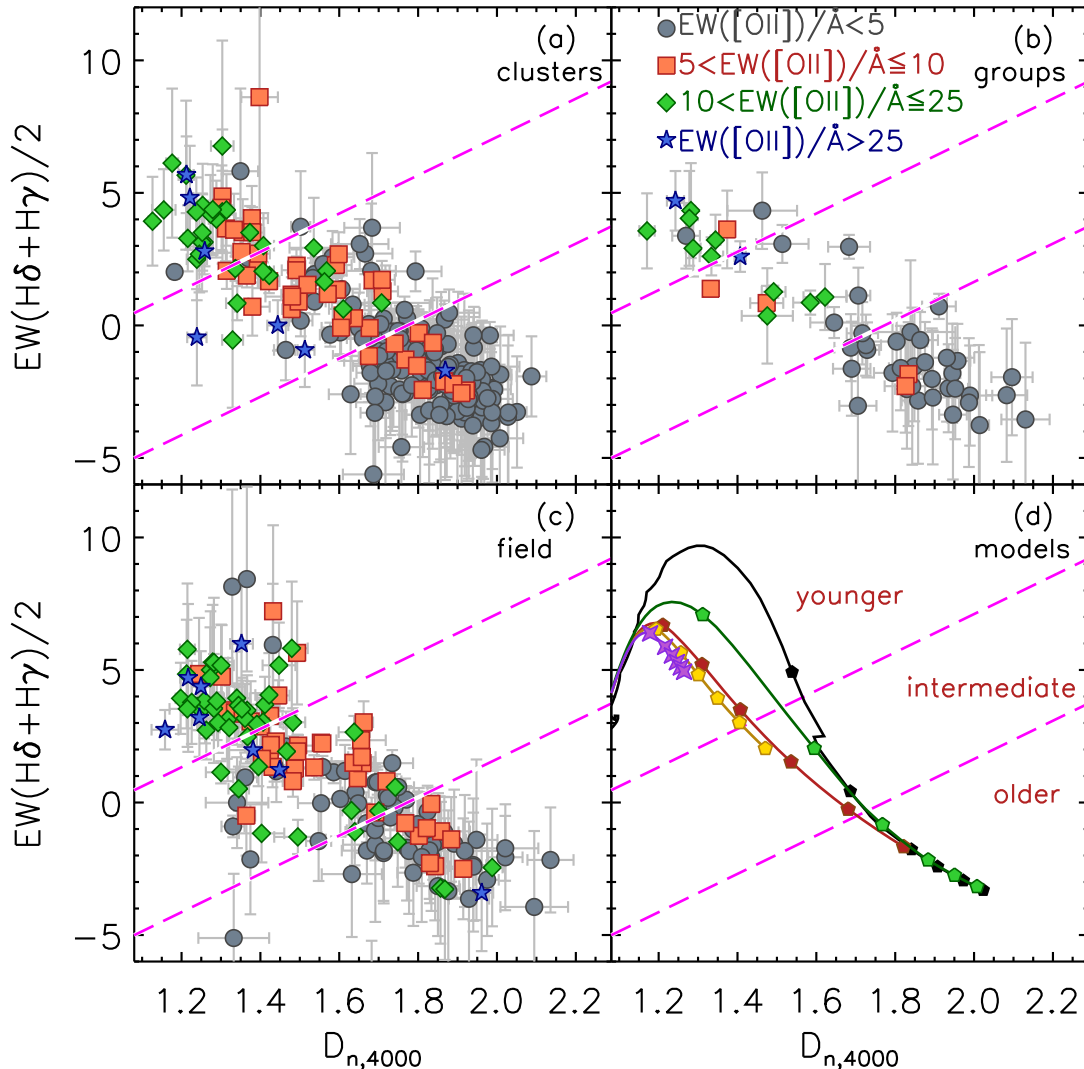 (a)
clusters
EW([OII])/Å<5
5<EW([OII])/Å≦10
10<EW([OII])/Å≦25
EW([OII])/Å>25
(b)
groups
10
5
0
−5
EW(Hδ+Hγ)/2
(c)
field
(d)
models
younger
intermediate
older
10
5
0
−5
EW(Hδ+Hγ)/2
1.2 1.4 1.6 1.8 2.0 2.2
1.2 1.4 1.6 1.8 2.0 2.2
Dn,4000
Dn,4000